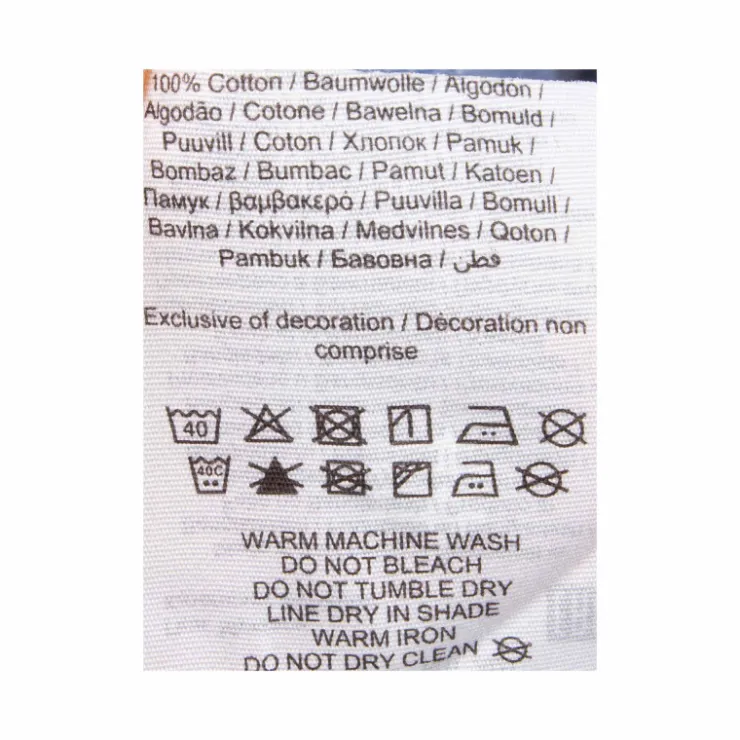 100% Cotton / Baumwolle / Algodón /
Algodão / Cotone / Bawełna / Bomuld /
Puuvill / Coton / Хлопок / Pamuk /
Bombaz / Bumbac / Pamut / Katoen /
Памук / βαμβακερό / Puuvilla / Bomull /
Bavlna / Kokvilna / Medvilnes / Qoton /
Pambuk / Бавовна / قطن
Exclusive of decoration / Décoration non
comprise
40
40C
WARM MACHINE WASH
DO NOT BLEACH
DO NOT TUMBLE DRY
LINE DRY IN SHADE
WARM IRON
DO NOT DRY CLEAN